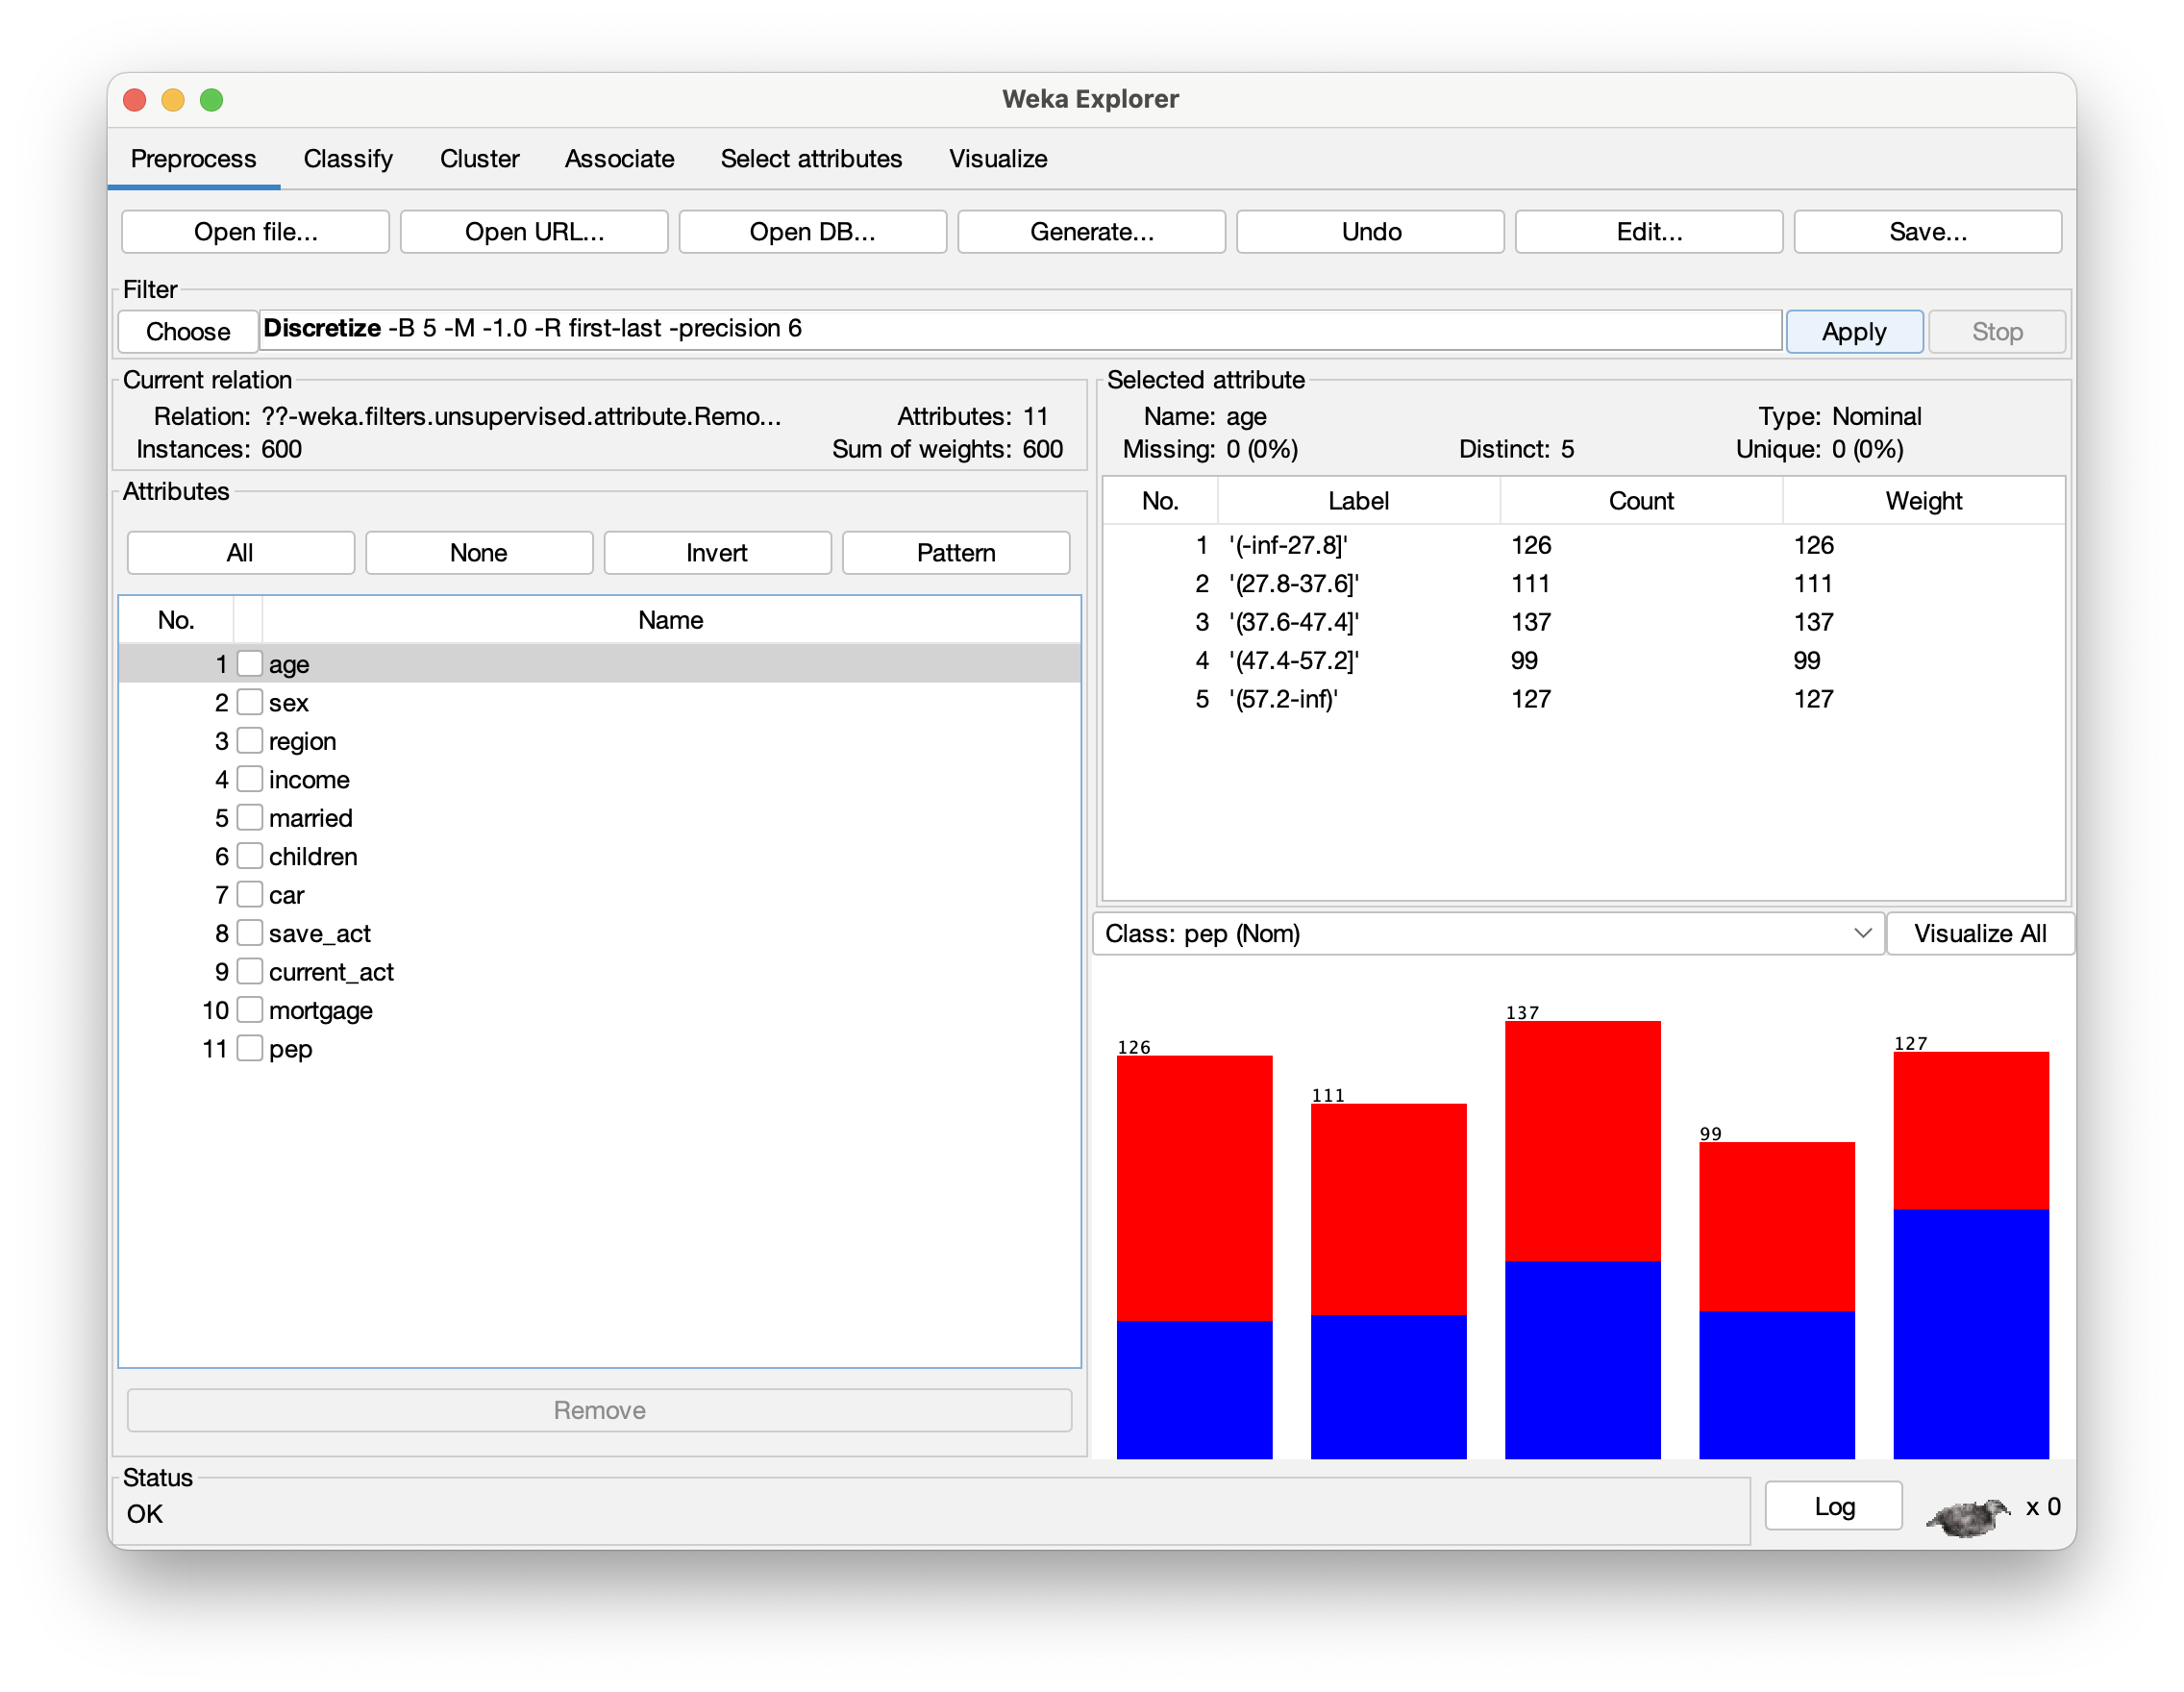 Weka Explorer
Preprocess Classify Cluster Associate Select attributes Visualize
Open file... Open URL... Open DB... Generate... Undo Edit... Save...
Filter
Choose Discretize -B 5 -M -1.0 -R first-last -precision 6 Apply Stop
Current relation
Relation: ??-weka.filters.unsupervised.attribute.Remo... Attributes: 11
Instances: 600 Sum of weights: 600
Attributes
All None Invert Pattern
No. Name
1 age
2 sex
3 region
4 income
5 married
6 children
7 car
8 save_act
9 current_act
10 mortgage
11 pep
Remove
Selected attribute
Name: age Type: Nominal
Missing: 0 (0%) Distinct: 5 Unique: 0 (0%)
No. Label Count Weight
1 '(-inf-27.8]' 126 126
2 '(27.8-37.6]' 111 111
3 '(37.6-47.4]' 137 137
4 '(47.4-57.2]' 99 99
5 '(57.2-inf)' 127 127
Class: pep (Nom) Visualize All
126 111 137 99 127
Status
OK
Log x 0